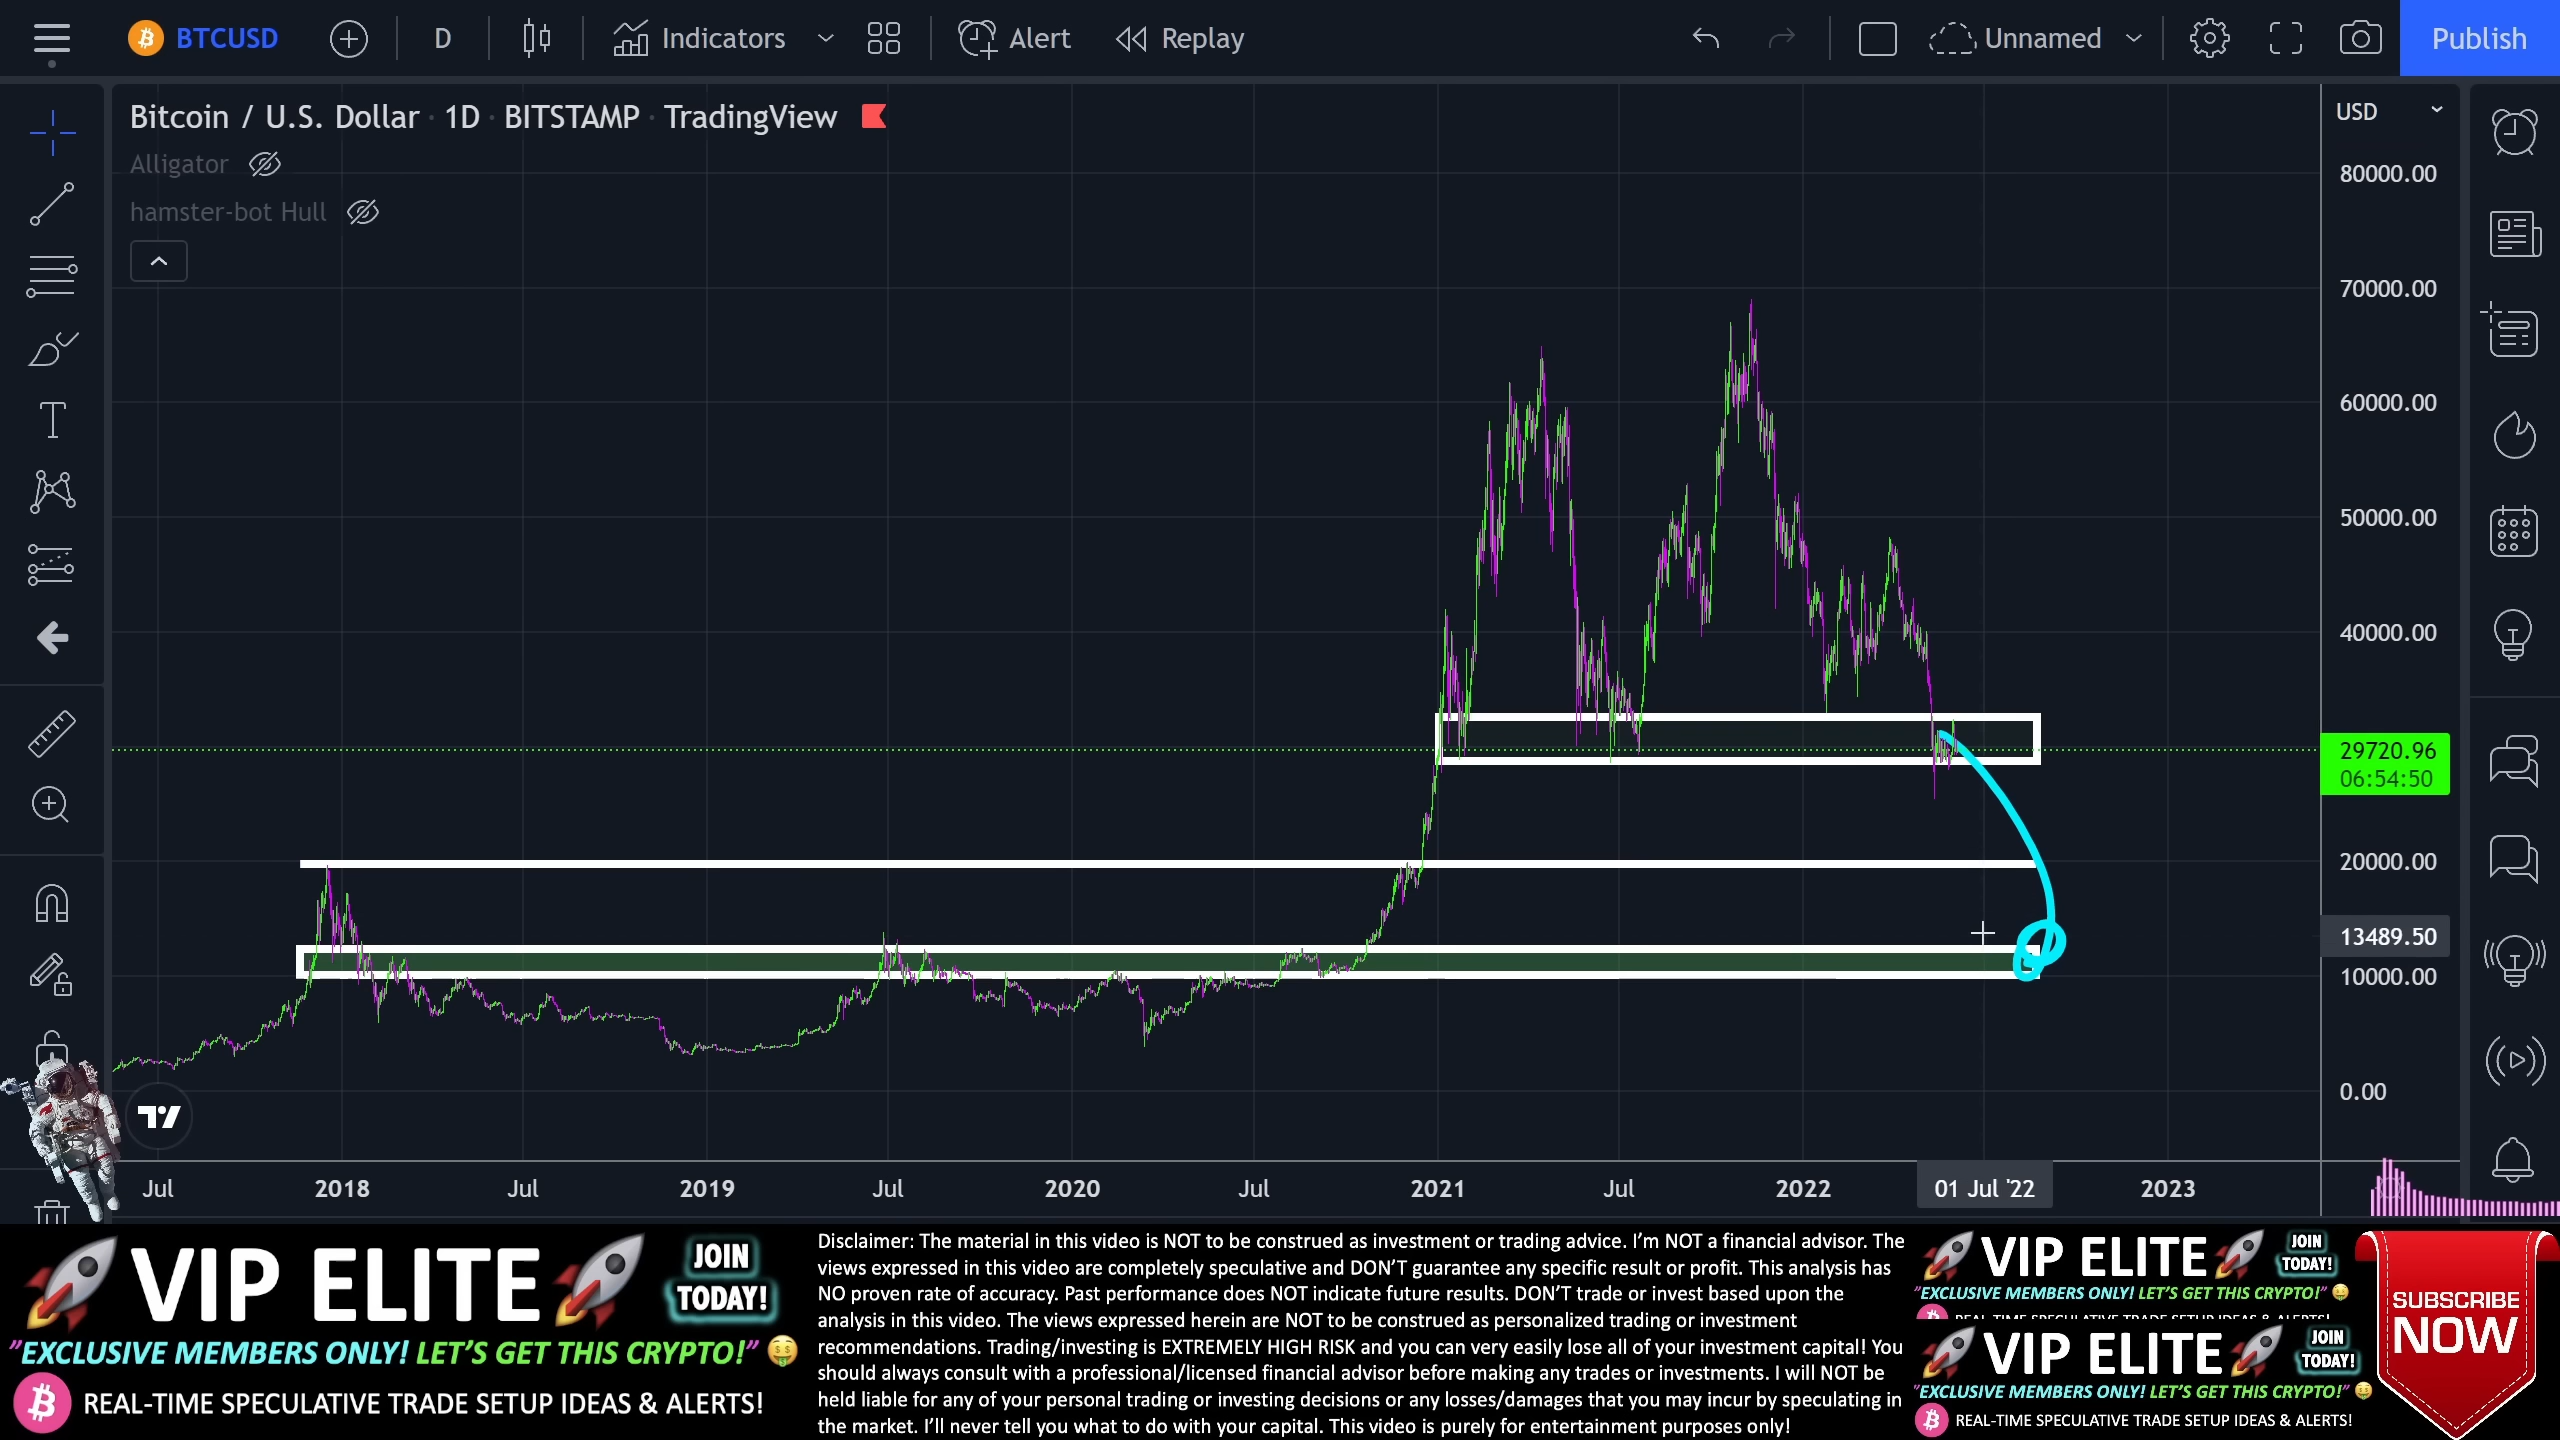 BTCUSD D Indicators Alert Replay Unnamed Publish
Bitcoin / U.S. Dollar · 1D · BITSTAMP · TradingView
USD
Alligator
hamster-bot Hull
80000.00
70000.00
60000.00
50000.00
40000.00
29720.96
06:54:50
20000.00
13489.50
10000.00
0.00
Jul 2018 Jul 2019 Jul 2020 Jul 2021 Jul 2022 01 Jul '22 2023
VIP ELITE
JOIN
TODAY!
"EXCLUSIVE MEMBERS ONLY! LET'S GET THIS CRYPTO!"
REAL-TIME SPECULATIVE TRADE SETUP IDEAS & ALERTS!
Disclaimer: The material in this video is NOT to be construed as investment or trading advice. I'm NOT a financial advisor. The
views expressed in this video are completely speculative and DON'T guarantee any specific result or profit. This analysis has
NO proven rate of accuracy. Past performance does NOT indicate future results. DON'T trade or invest based upon the
analysis in this video. The views expressed herein are NOT to be construed as personalized trading or investment
recommendations. Trading/investing is EXTREMELY HIGH RISK and you can very easily lose all of your investment capital! You
should always consult with a professional/licensed financial advisor before making any trades or investments. I will NOT be
held liable for any of your personal trading or investing decisions or any losses/damages that you may incur by speculating in
the market. I'll never tell you what to do with your capital. This video is purely for entertainment purposes only!
VIP ELITE
JOIN
TODAY!
"EXCLUSIVE MEMBERS ONLY! LET'S GET THIS CRYPTO!"
VIP ELITE
JOIN
TODAY!
"EXCLUSIVE MEMBERS ONLY! LET'S GET THIS CRYPTO!"
REAL-TIME SPECULATIVE TRADE SETUP IDEAS & ALERTS!
SUBSCRIBE
NOW